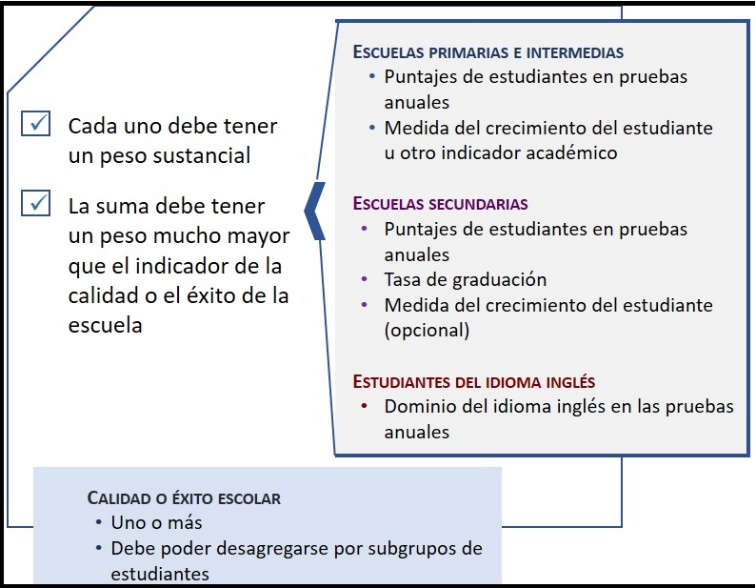 Cada uno debe tener
un peso sustancial
La suma debe tener
un peso mucho mayor
que el indicador de la
calidad o el éxito de la
escuela
ESCUELAS PRIMARIAS E INTERMEDIAS
• Puntajes de estudiantes en pruebas
anuales
• Medida del crecimiento del estudiante
u otro indicador académico
ESCUELAS SECUNDARIAS
• Puntajes de estudiantes en pruebas
anuales
• Tasa de graduación
• Medida del crecimiento del estudiante
(opcional)
ESTUDIANTES DEL IDIOMA INGLÉS
• Dominio del idioma inglés en las pruebas
anuales
CALIDAD O ÉXITO ESCOLAR
• Uno o más
• Debe poder desagregarse por subgrupos de
estudiantes